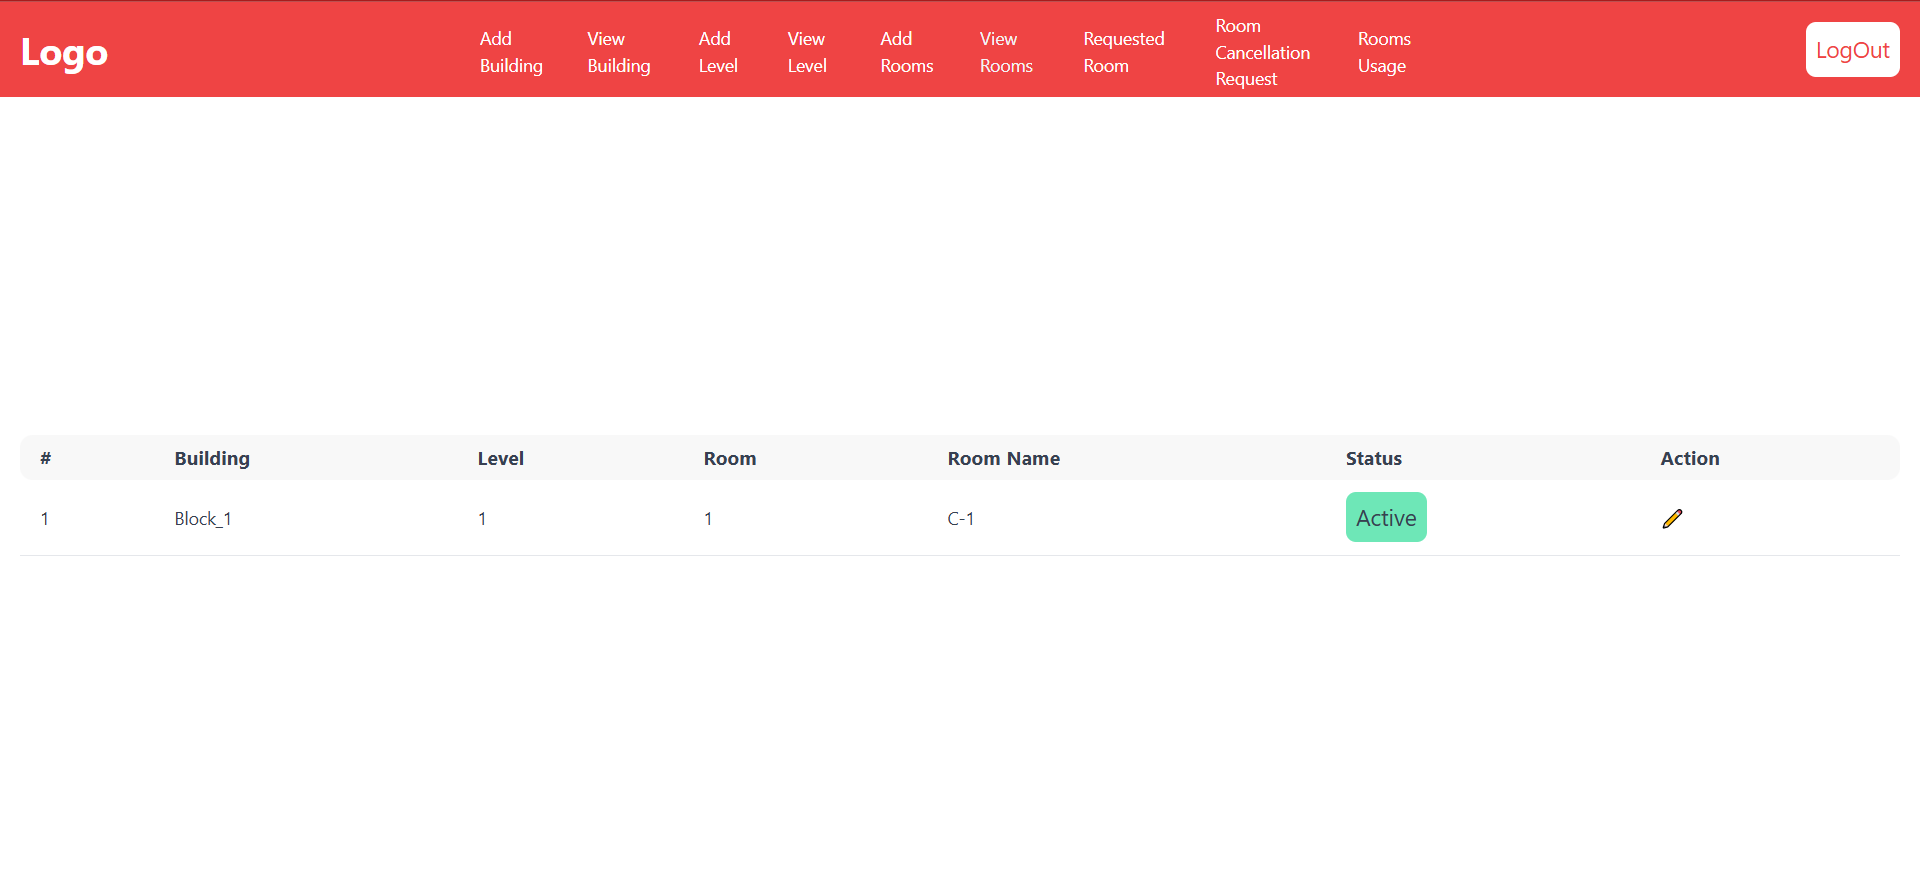 Logo
Add
Building
View
Building
Add
Level
View
Level
Add
Rooms
View
Rooms
Requested
Room
Room
Cancellation
Request
Rooms
Usage
LogOut
# Building Level Room Room Name Status Action
1 Block_1 1 1 C-1 Active